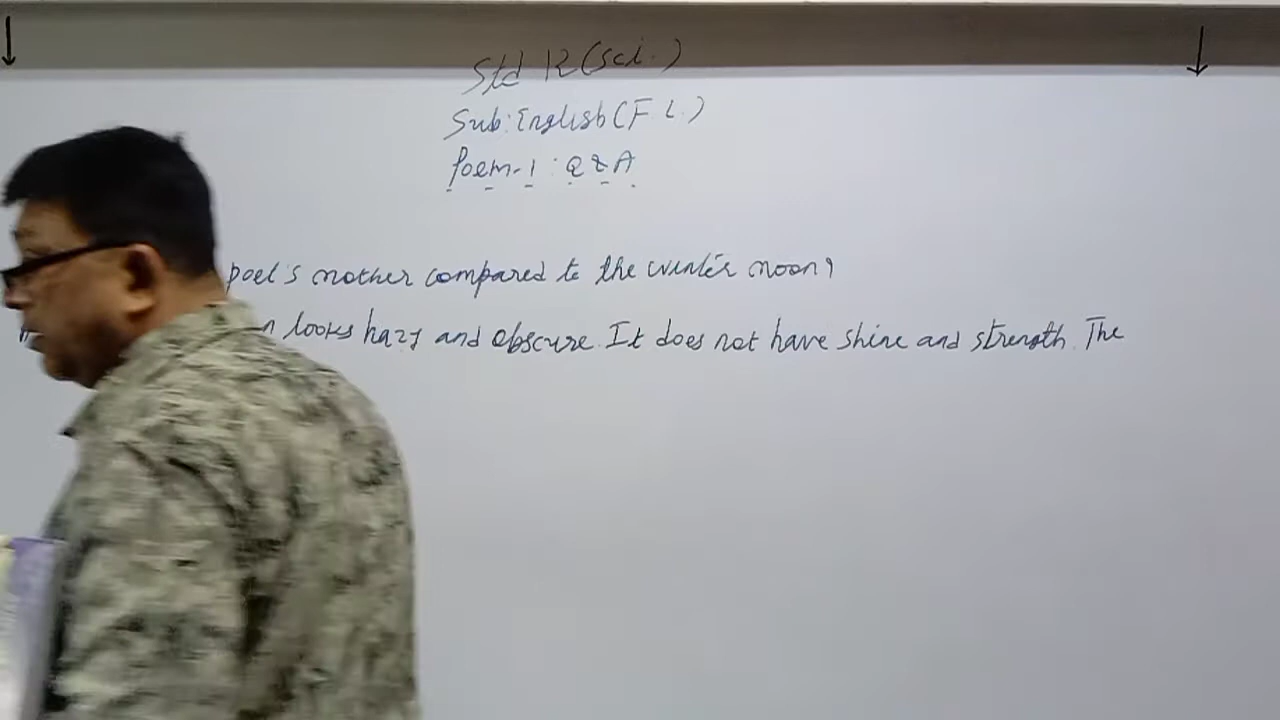 Std 12 (Sci.)
Sub: English (F L.)
Poem-1: Q & A
poet's mother compared to the winter moon?
looks hazy and obscure. It does not have shine and strength. The